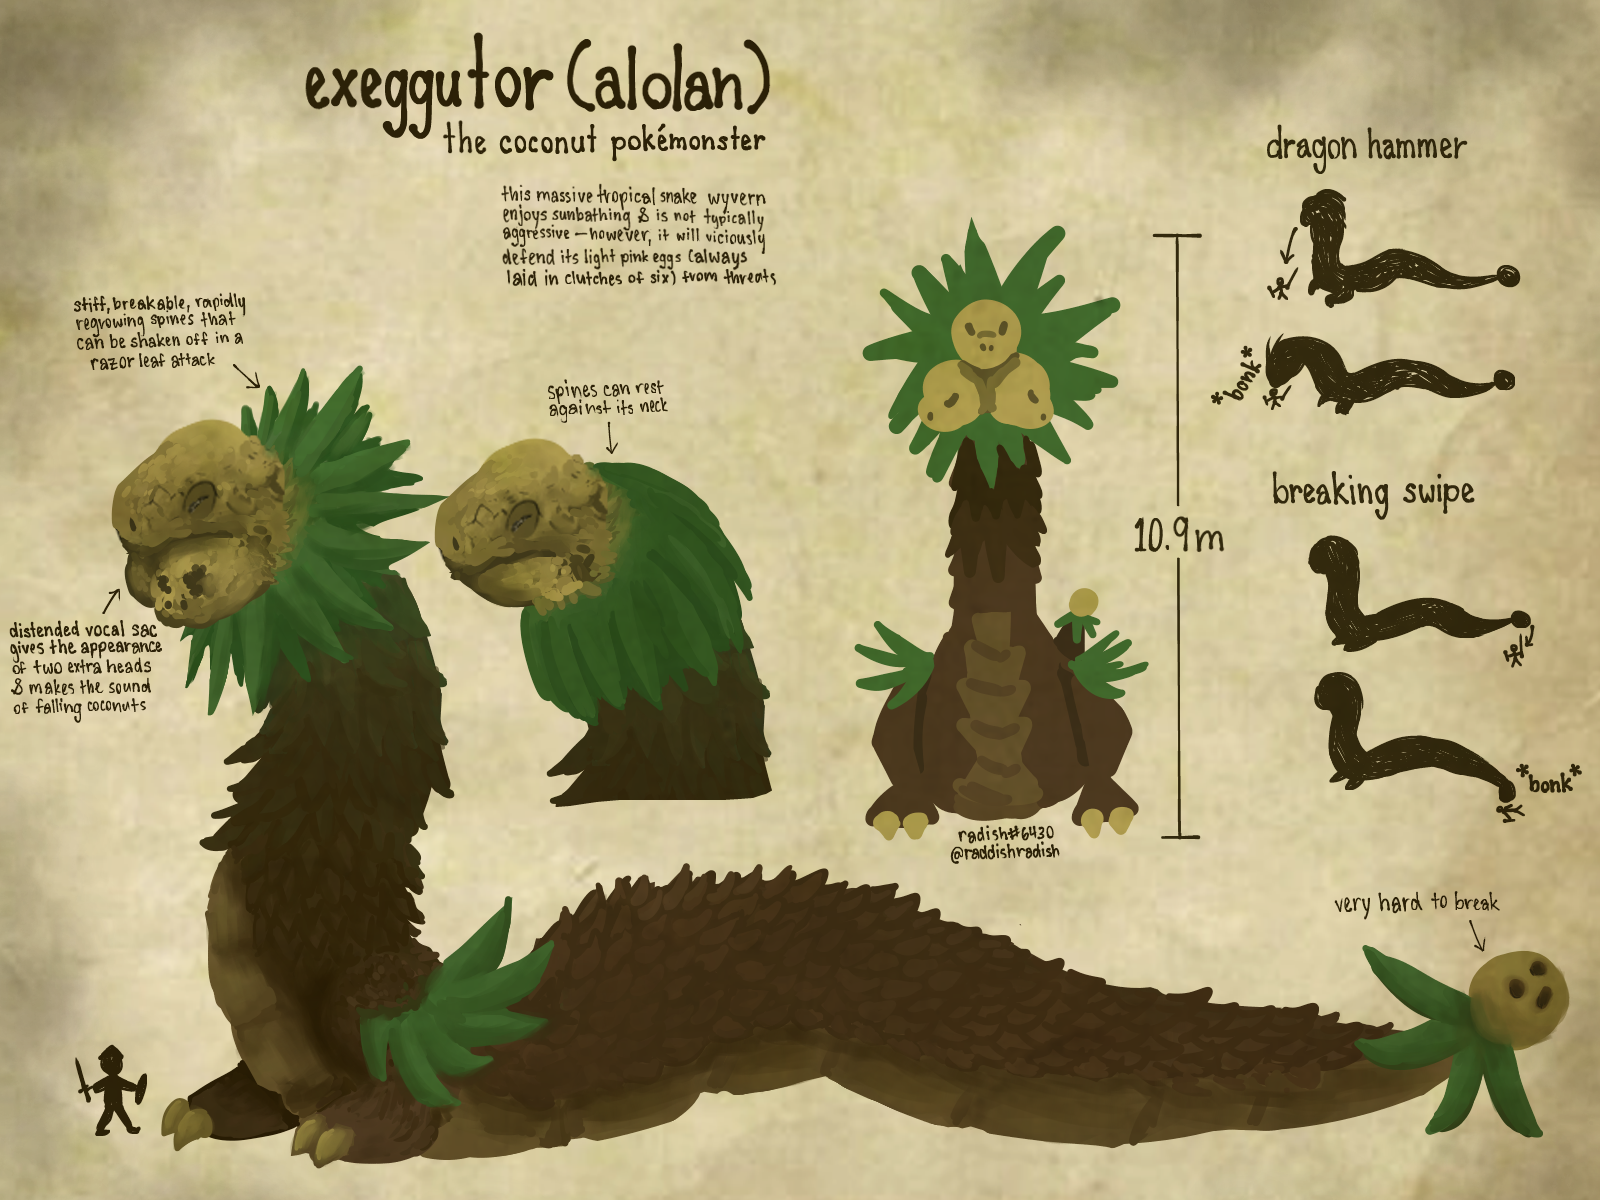 exeggutor (alolan)
the coconut pokémonster
this massive tropical snake wyvern
enjoys sunbathing & is not typically
aggressive – however, it will viciously
defend its light pink eggs (always
laid in clutches of six) from threats
stiff, breakable, rapidly
regrowing spines that
can be shaken off in a
razor leaf attack
spines can rest
against its neck
distended vocal sac
gives the appearance
of two extra heads
& makes the sound
of falling coconuts
10.9m
radish#6430
@raddishradish
dragon hammer
*bonk*
breaking swipe
*bonk*
very hard to break